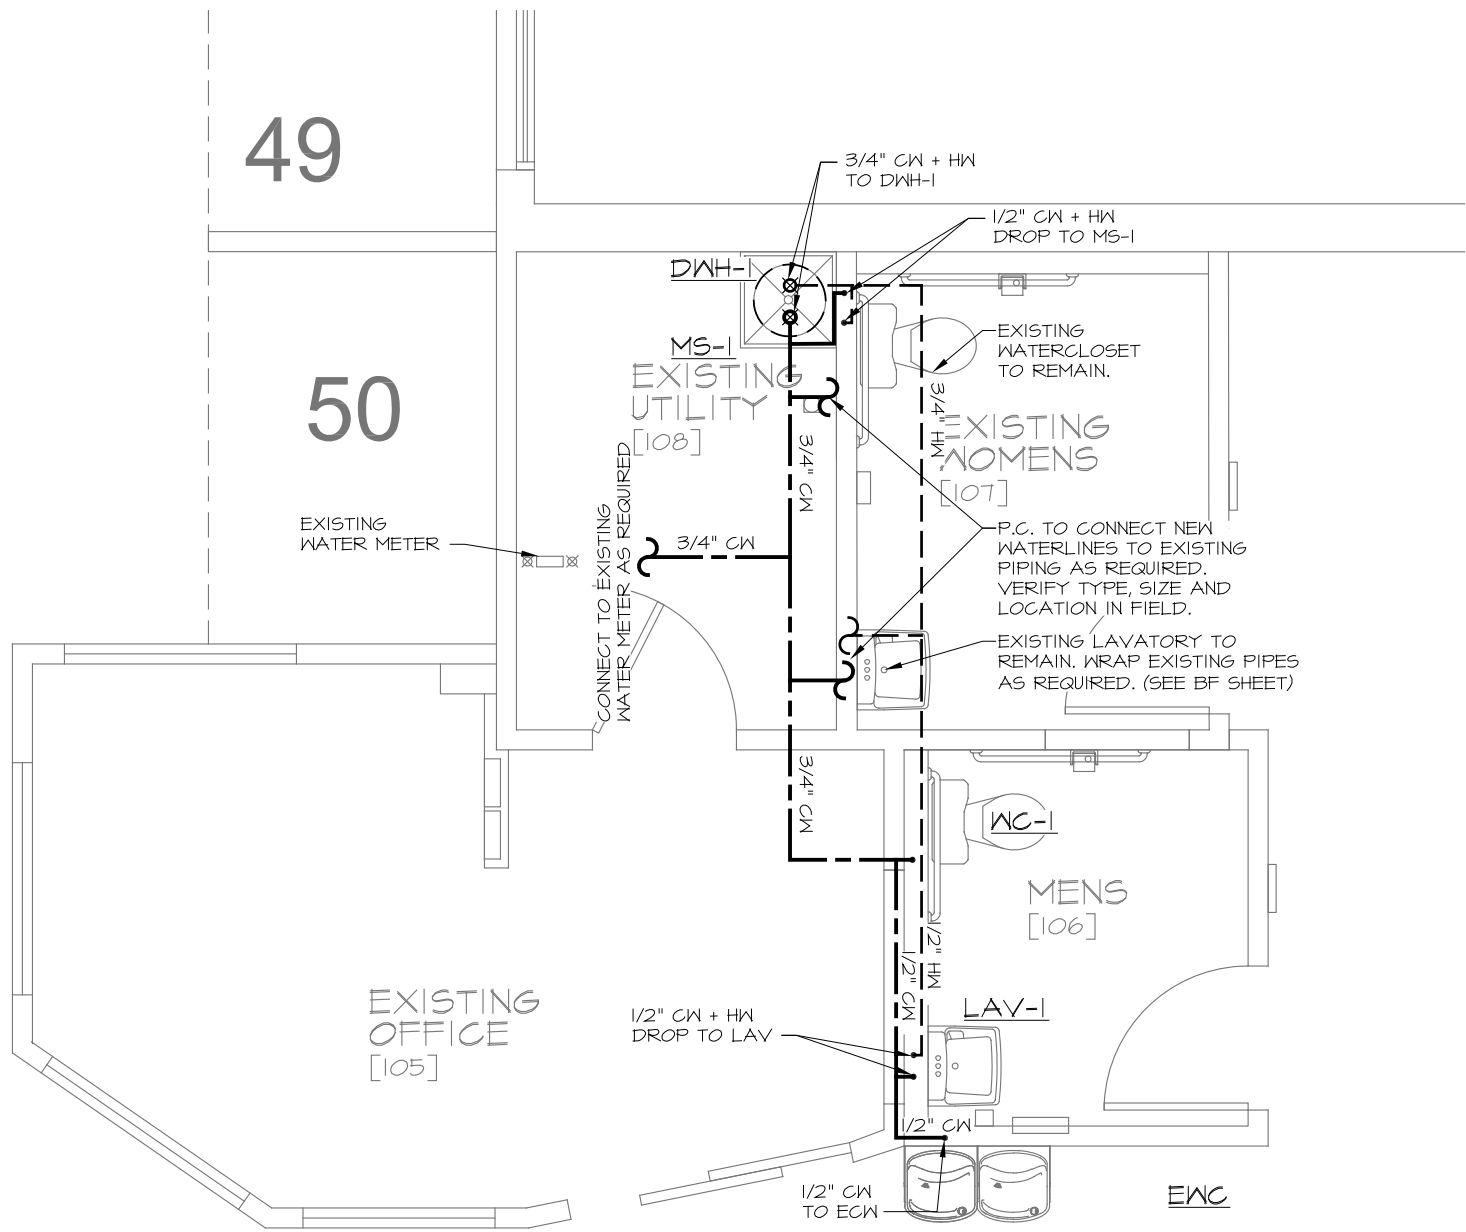 49
3/4" CW + HW
TO DWH-1
1/2" CW + HW
DROP TO MS-1
DWH-1
MS-1
EXISTING
WATERCLOSET
TO REMAIN.
EXISTING
UTILITY
[108]
50
3/4" HW
EXISTING
WOMENS
[107]
3/4" CW
CONNECT TO EXISTING
WATER METER AS REQUIRED
EXISTING
WATER METER
3/4" CW
P.C. TO CONNECT NEW
WATERLINES TO EXISTING
PIPING AS REQUIRED.
VERIFY TYPE, SIZE AND
LOCATION IN FIELD.
EXISTING LAVATORY TO
REMAIN. WRAP EXISTING PIPES
AS REQUIRED. (SEE BF SHEET)
3/4" CW
WC-1
MENS
[106]
1/2" HW
1/2" CW
EXISTING
OFFICE
[105]
1/2" CW + HW
DROP TO LAV
LAV-1
1/2" CW
1/2" CW
TO ECW
EWC